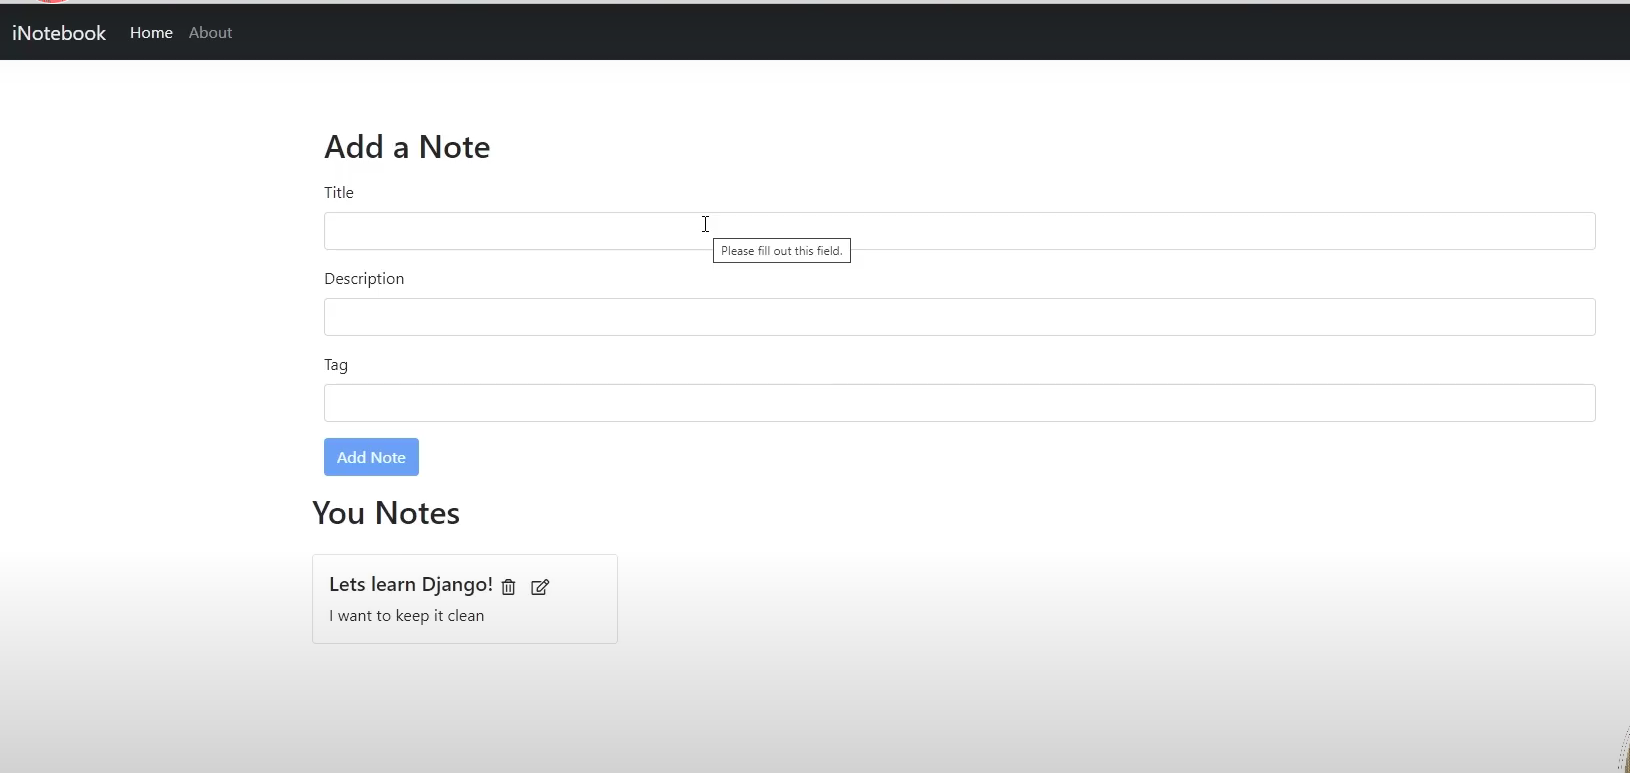 iNotebook Home About
Add a Note
Title
Please fill out this field.
Description
Tag
Add Note
You Notes
Lets learn Django!
I want to keep it clean